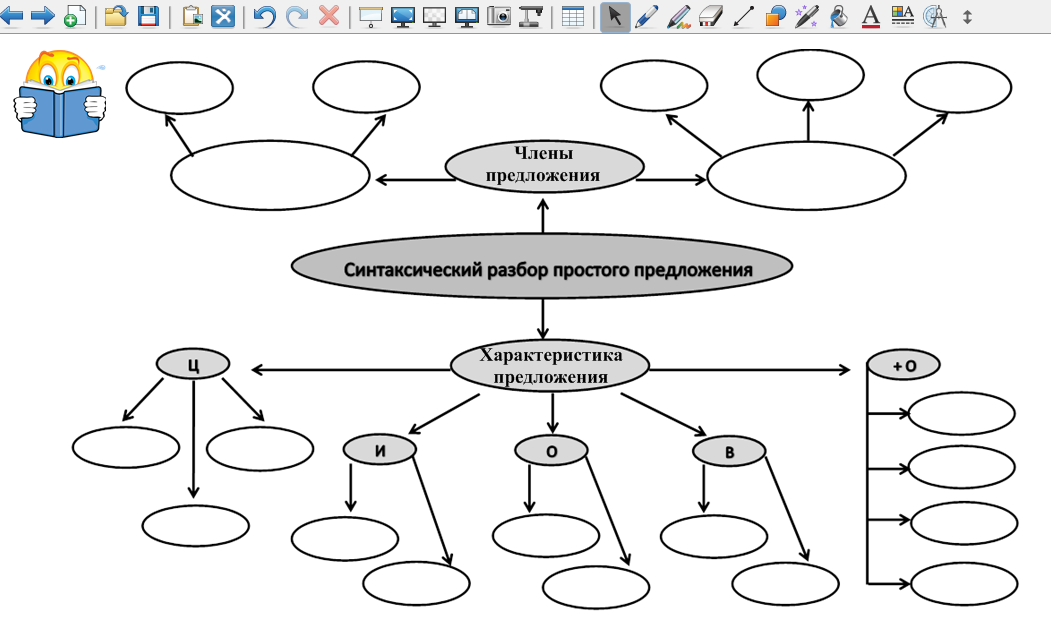 Члены
предложения
Синтаксический разбор простого предложения
Характеристика
предложения
Ц
+ О
И
О
В